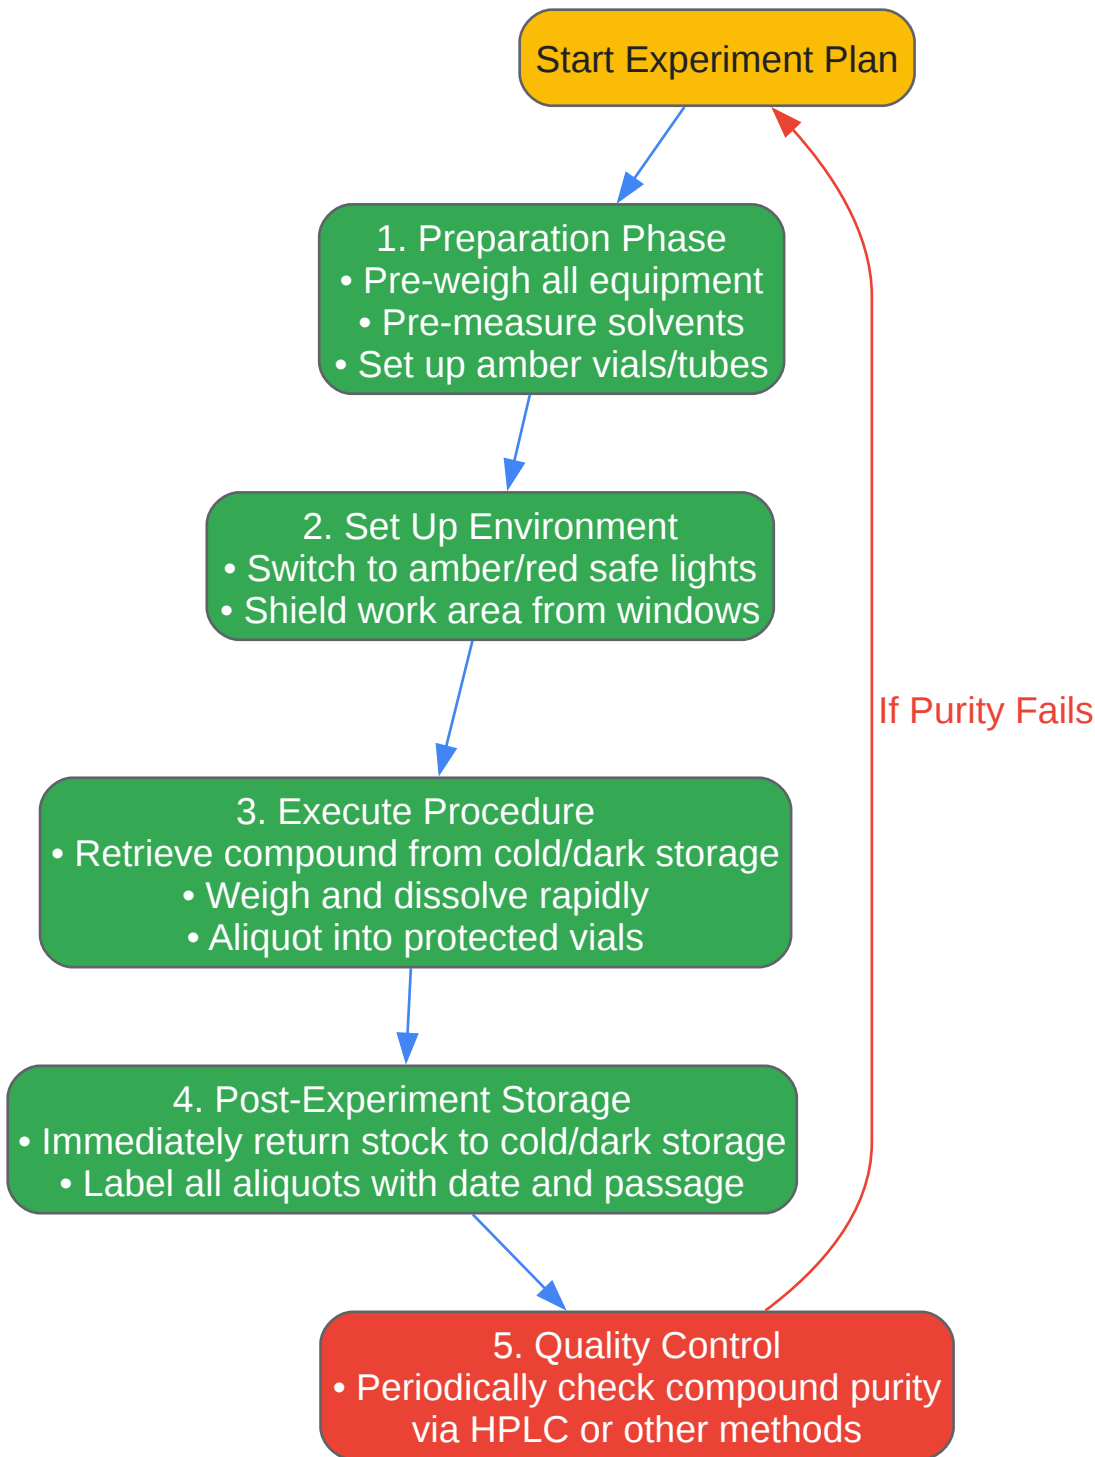 Start Experiment Plan
1. Preparation Phase
• Pre-weigh all equipment
• Pre-measure solvents
• Set up amber vials/tubes
2. Set Up Environment
• Switch to amber/red safe lights
• Shield work area from windows
If Purity Fails
3. Execute Procedure
• Retrieve compound from cold/dark storage
• Weigh and dissolve rapidly
• Aliquot into protected vials
4. Post-Experiment Storage
• Immediately return stock to cold/dark storage
• Label all aliquots with date and passage
5. Quality Control
• Periodically check compound purity
via HPLC or other methods